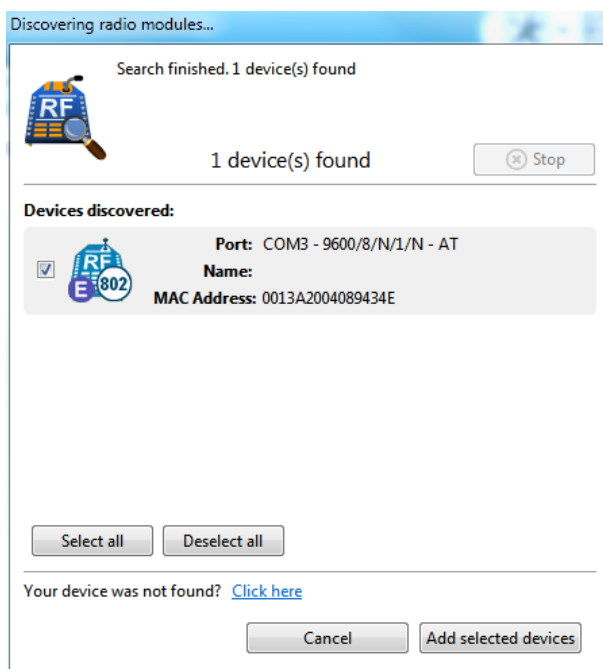 Discovering radio modules...
Search finished. 1 device(s) found
RF
1 device(s) found
Stop
Devices discovered:
RF
E
802
Port: COM3 - 9600/8/N/1/N - AT
Name:
MAC Address: 0013A2004089434E
Select all
Deselect all
Your device was not found? Click here
Cancel
Add selected devices